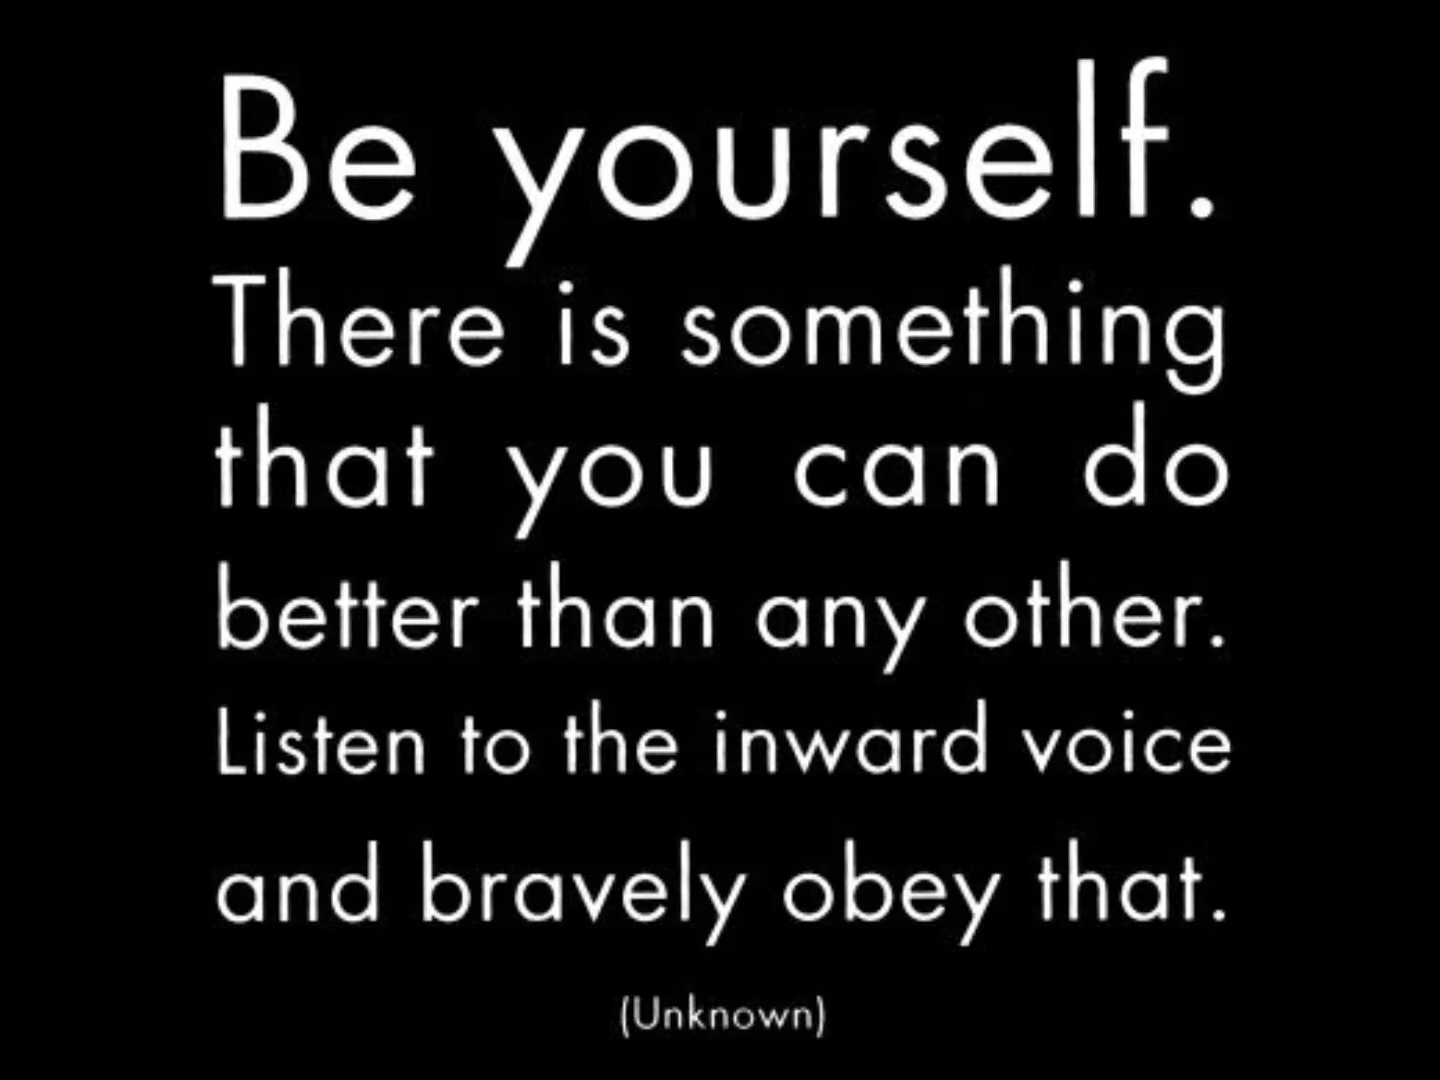 Be yourself.
There is something
that you can do
better than any other.
Listen to the inward voice
and bravely obey that.
(Unknown)